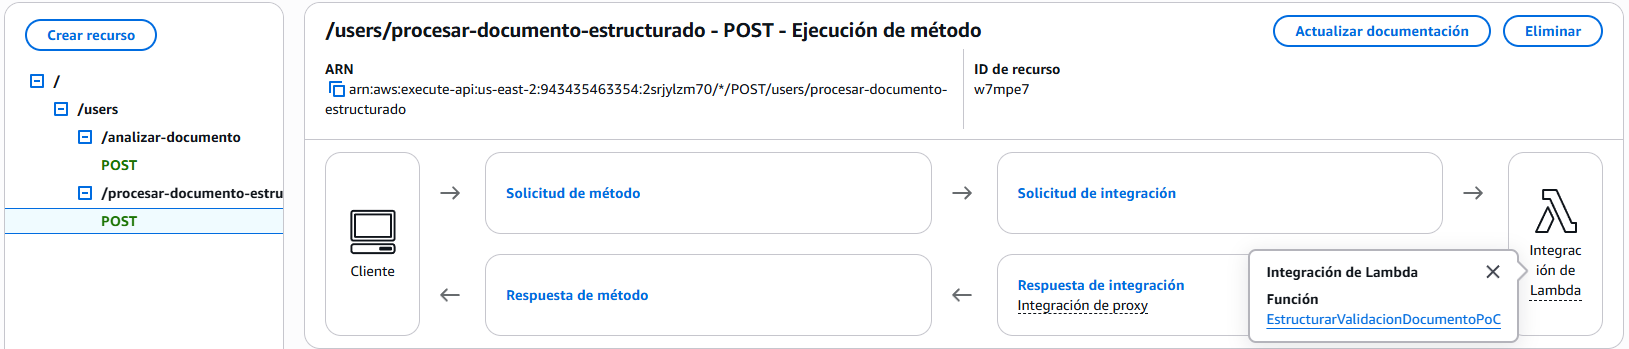 Crear recurso
/
/users
/analizar-documento
POST
/procesar-documento-estru
POST
/users/procesar-documento-estructurado - POST - Ejecución de método
Actualizar documentación
Eliminar
ARN
arn:aws:execute-api:us-east-2:943435463354:2srjylzm70/*/POST/users/procesar-documento-
estructurado
ID de recurso
w7mpe7
Cliente
Solicitud de método
Solicitud de integración
Respuesta de método
Respuesta de integración
Integración de proxy
Integrac
ión de
Lambda
Integración de Lambda
Función
EstructurarValidacionDocumentoPoC